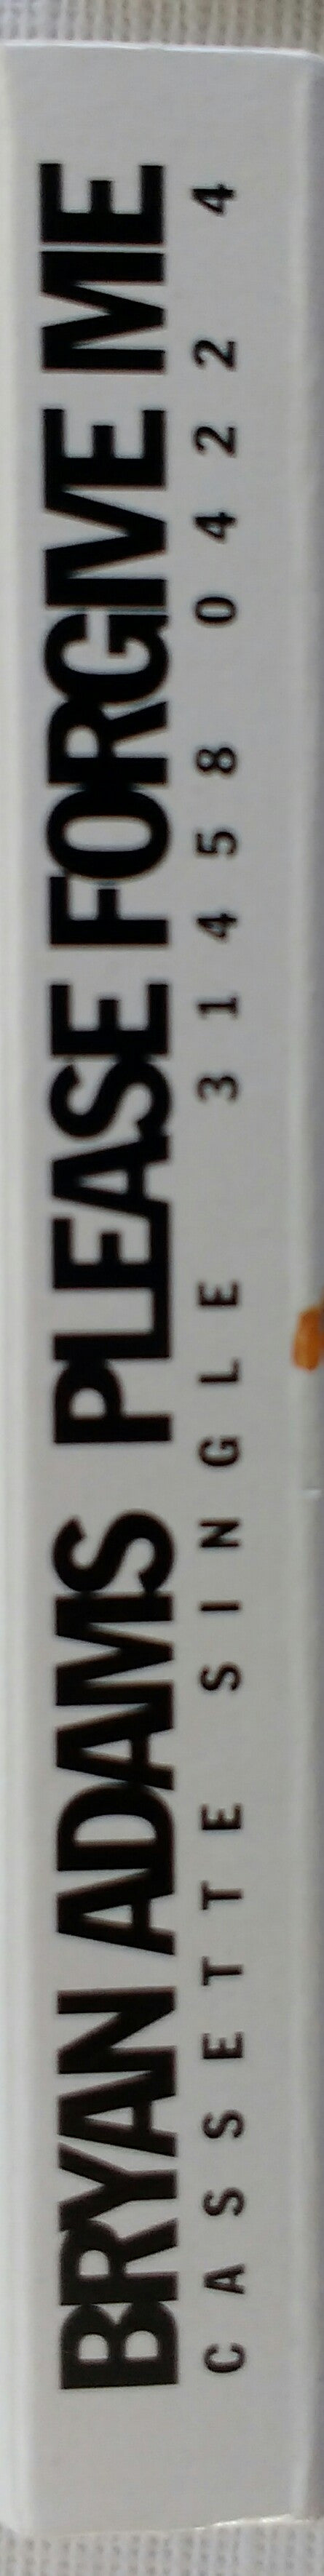 BRYAN ADAMS PLEASE FORGIVE ME
CASSETTE SINGLE 31458 0422 4